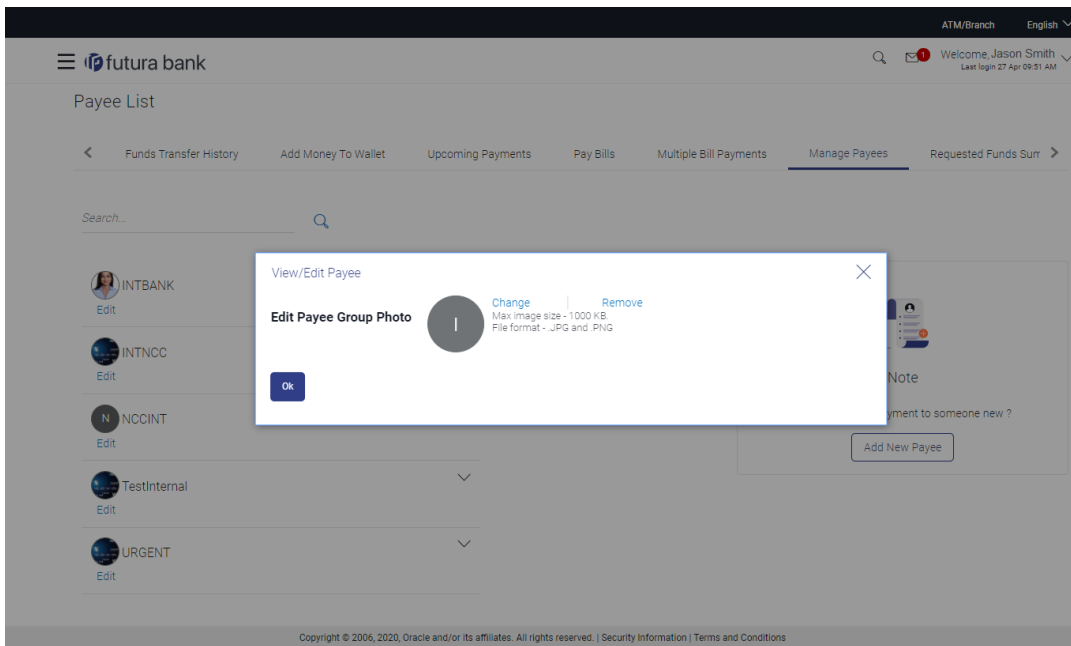 ATM/Branch English
futura bank
1
Welcome, Jason Smith
Last login 27 Apr 09:51 AM
Payee List
Funds Transfer History Add Money To Wallet Upcoming Payments Pay Bills Multiple Bill Payments Manage Payees Requested Funds Sum
Search...
INTBANK
Edit
INTNCC
Edit
N NCCINT
Edit
TestInternal
Edit
URGENT
Edit
View/Edit Payee
Edit Payee Group Photo
I
Change Remove
Max image size - 1000 KB.
File format - .JPG and .PNG
Ok
Note
yment to someone new ?
Add New Payee
Copyright © 2006, 2020, Oracle and/or its affiliates. All rights reserved. | Security Information | Terms and Conditions